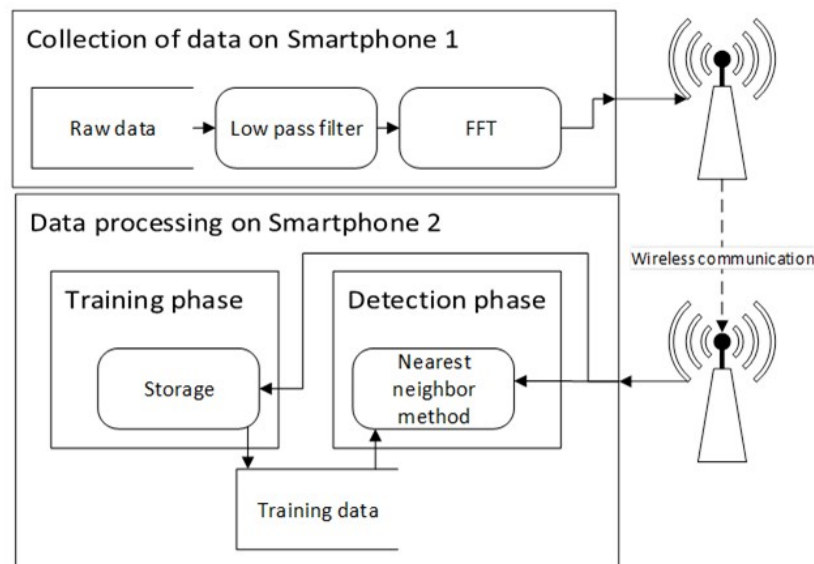 Collection of data on Smartphone 1
Raw data
Low pass filter
FFT
Data processing on Smartphone 2
Wireless communication
Training phase
Detection phase
Storage
Nearest
neighbor
method
Training data